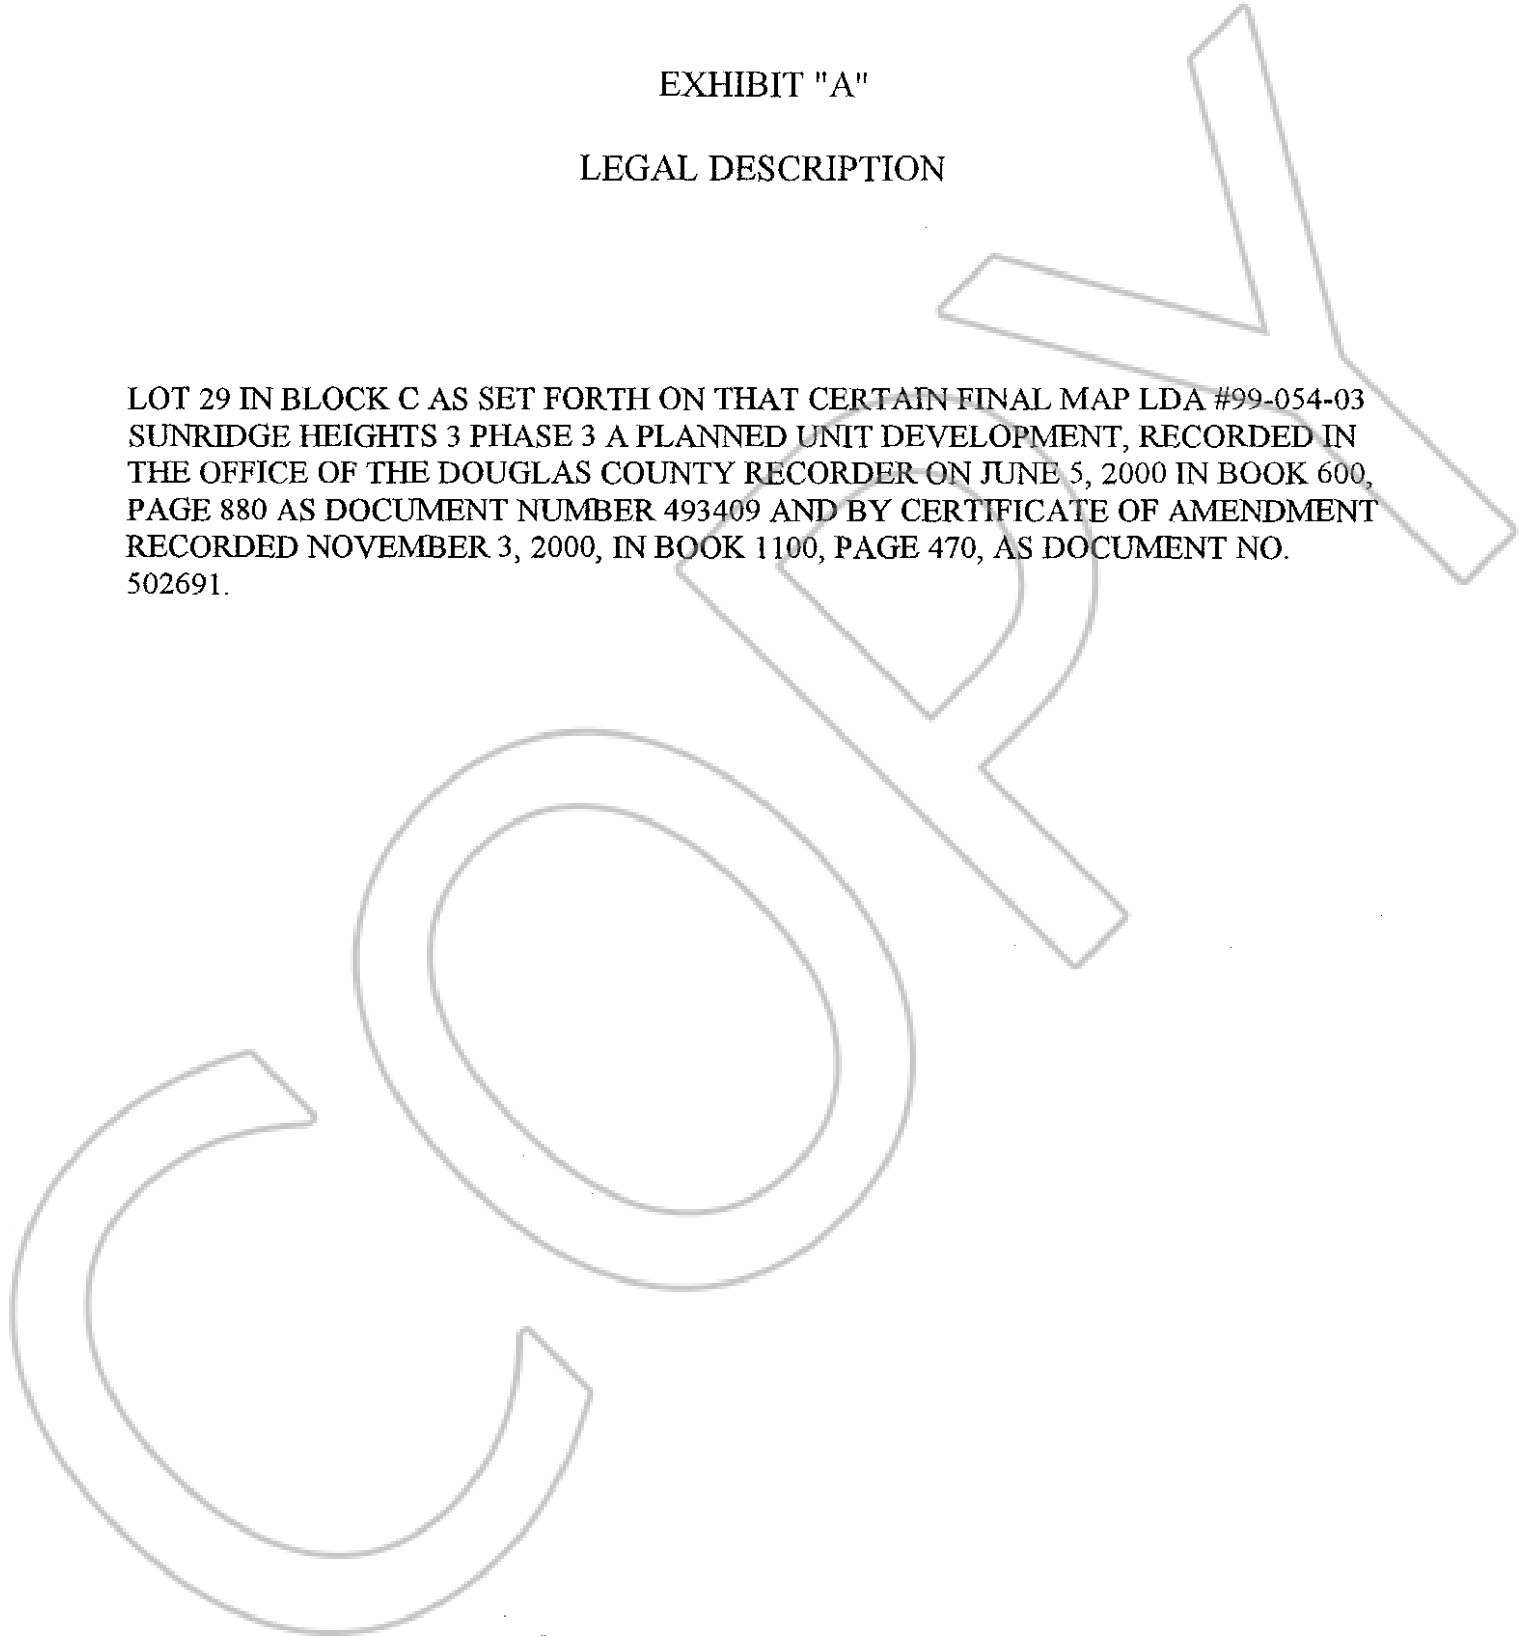 EXHIBIT "A"
LEGAL DESCRIPTION
LOT 29 IN BLOCK C AS SET FORTH ON THAT CERTAIN FINAL MAP LDA #99-054-03
SUNRIDGE HEIGHTS 3 PHASE 3 A PLANNED UNIT DEVELOPMENT, RECORDED IN
THE OFFICE OF THE DOUGLAS COUNTY RECORDER ON JUNE 5, 2000 IN BOOK 600,
PAGE 880 AS DOCUMENT NUMBER 493409 AND BY CERTIFICATE OF AMENDMENT
RECORDED NOVEMBER 3, 2000, IN BOOK 1100, PAGE 470, AS DOCUMENT NO.
502691.
COPY